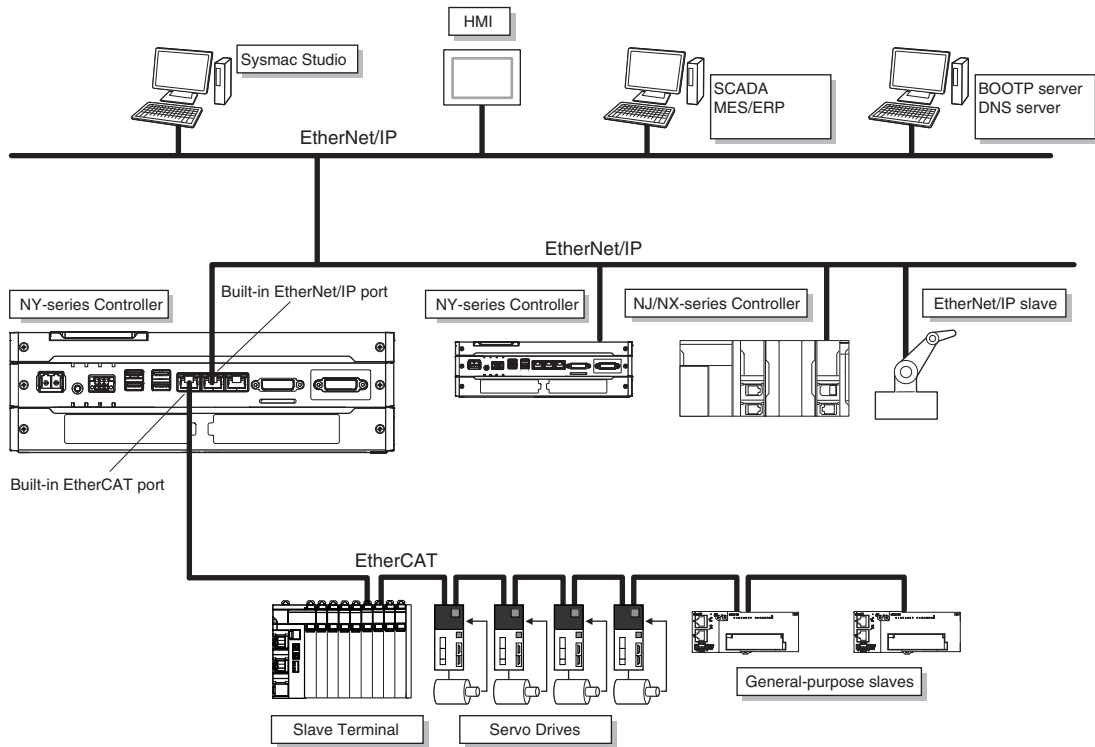 HMI
Sysmac Studio
SCADA
MES/ERP
BOOTP server
DNS server
EtherNet/IP
EtherNet/IP
Built-in EtherNet/IP port
NY-series Controller
NY-series Controller
NJ/NX-series Controller
EtherNet/IP slave
Built-in EtherCAT port
EtherCAT
General-purpose slaves
Slave Terminal
Servo Drives